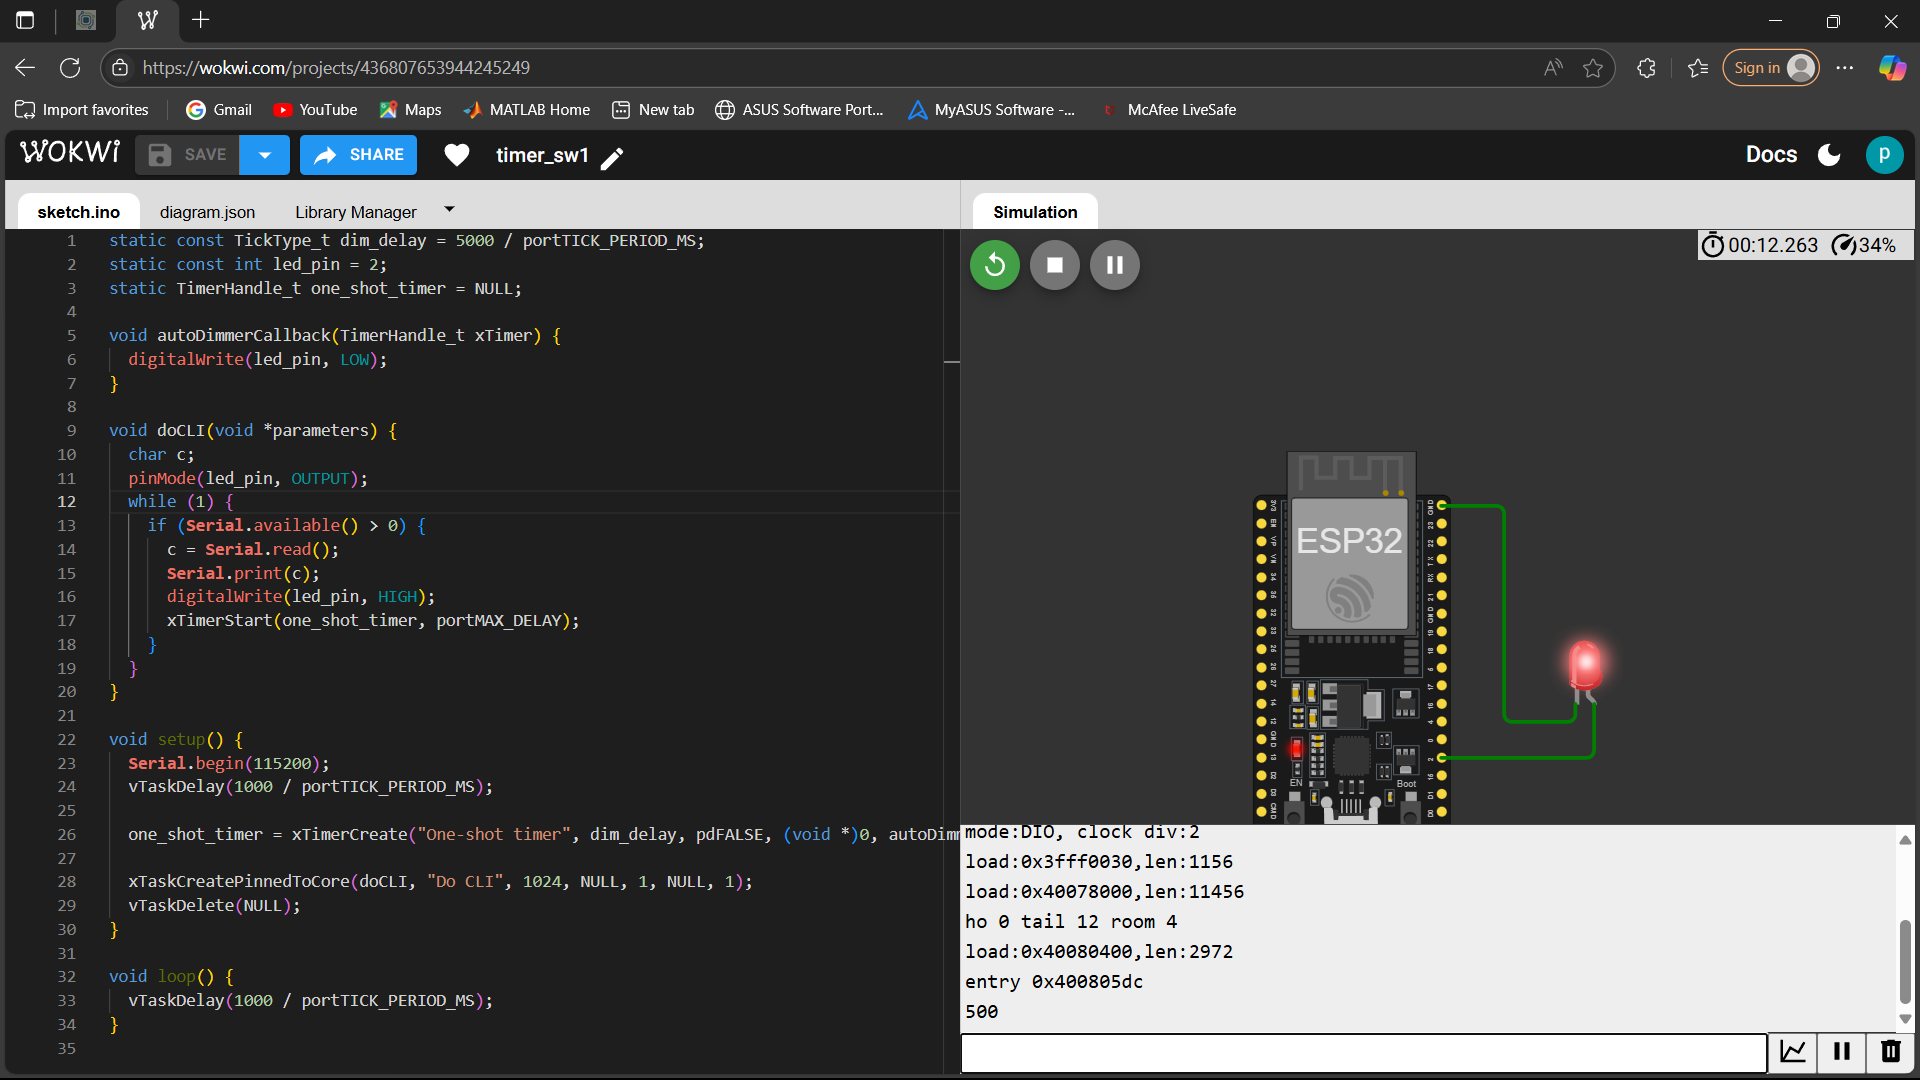 https://wokwi.com/projects/436807653944245249
Sign in
Import favorites
Gmail
YouTube
Maps
MATLAB Home
New tab
ASUS Software Port...
MyASUS Software -...
McAfee LiveSafe
WOKWi
SAVE
SHARE
timer_sw1
Docs
p
sketch.ino
diagram.json
Library Manager
Simulation
00:12.263
34%
1 static const TickType_t dim_delay = 5000 / portTICK_PERIOD_MS;
2 static const int led_pin = 2;
3 static TimerHandle_t one_shot_timer = NULL;
4
5 void autoDimmerCallback(TimerHandle_t xTimer) {
6 digitalWrite(led_pin, LOW);
7 }
8
9 void doCLI(void *parameters) {
10 char c;
11 pinMode(led_pin, OUTPUT);
12 while (1) {
13 if (Serial.available() > 0) {
14 c = Serial.read();
15 Serial.print(c);
16 digitalWrite(led_pin, HIGH);
17 xTimerStart(one_shot_timer, portMAX_DELAY);
18 }
19 }
20 }
21
22 void setup() {
23 Serial.begin(115200);
24 vTaskDelay(1000 / portTICK_PERIOD_MS);
25
26 one_shot_timer = xTimerCreate("One-shot timer", dim_delay, pdFALSE, (void *)0, autoDim
27
28 xTaskCreatePinnedToCore(doCLI, "Do CLI", 1024, NULL, 1, NULL, 1);
29 vTaskDelete(NULL);
30 }
31
32 void loop() {
33 vTaskDelay(1000 / portTICK_PERIOD_MS);
34 }
35
ESP32
EN
Boot
mode:DIO, clock div:2
load:0x3fff0030,len:1156
load:0x40078000,len:11456
ho 0 tail 12 room 4
load:0x40080400,len:2972
entry 0x400805dc
500